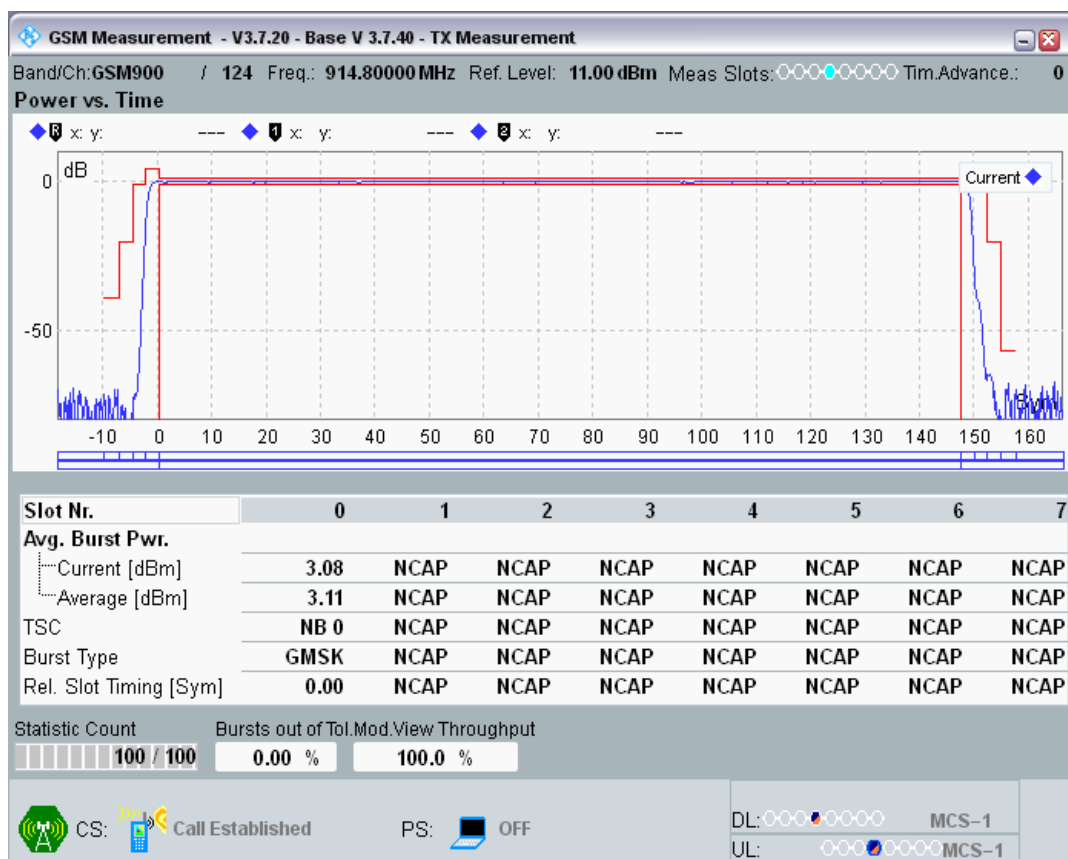 GSM Measurement - V3.7.20 - Base V 3.7.40 - TX Measurement
Band/Ch:GSM900 / 124 Freq.: 914.80000 MHz Ref. Level: 11.00 dBm Meas Slots: Tim.Advance.: 0
Power vs. Time
R x: y: --- 1 x: y: --- 2 x: y: ---
dB
Current
0
-50
Sym
-10 0 10 20 30 40 50 60 70 80 90 100 110 120 130 140 150 160
Slot Nr. 0 1 2 3 4 5 6 7
Avg. Burst Pwr.
Current [dBm] 3.08 NCAP NCAP NCAP NCAP NCAP NCAP NCAP
Average [dBm] 3.11 NCAP NCAP NCAP NCAP NCAP NCAP NCAP
TSC NB 0 NCAP NCAP NCAP NCAP NCAP NCAP NCAP
Burst Type GMSK NCAP NCAP NCAP NCAP NCAP NCAP NCAP
Rel. Slot Timing [Sym] 0.00 NCAP NCAP NCAP NCAP NCAP NCAP NCAP
Statistic Count Bursts out of Tol.Mod.View Throughput
100 / 100 0.00 % 100.0 %
CS: Call Established PS: OFF DL: MCS-1
UL: MCS-1